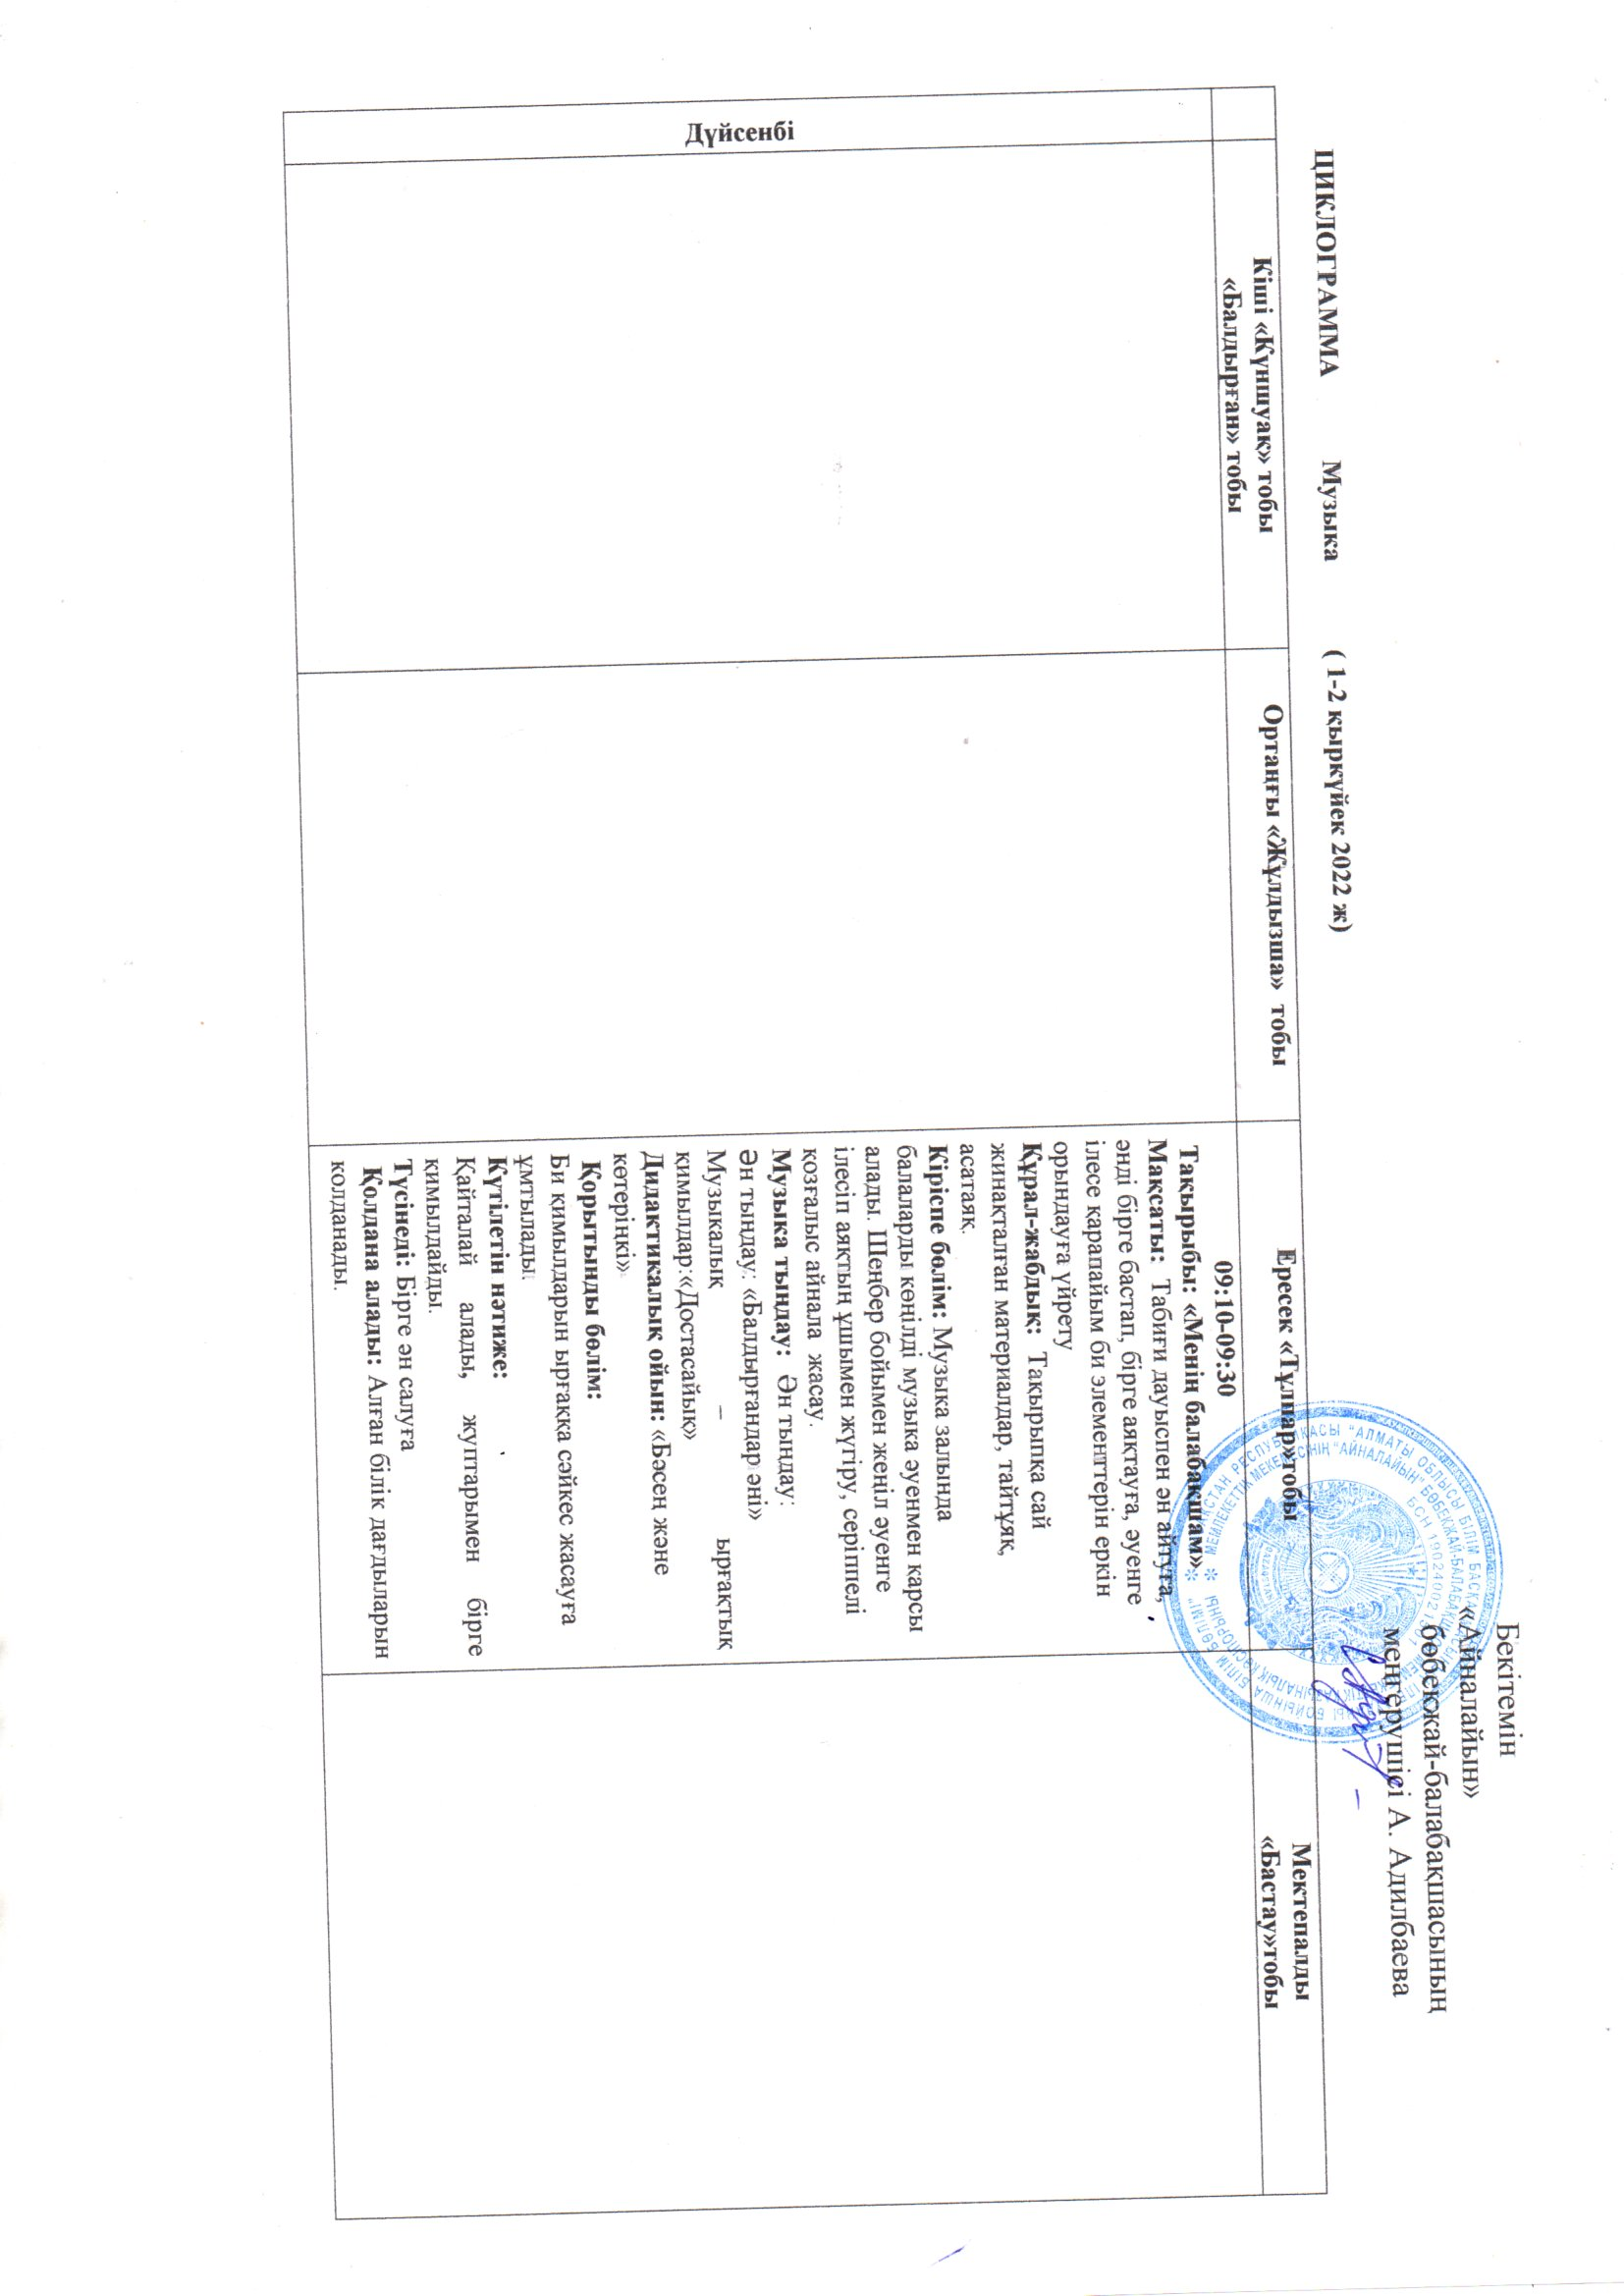 Бекітемін
«Айналайын»
бөбекжай-балабақшасының
меңгерушісі А. Адилбаева
ЦИКЛОГРАММА Музыка ( 1-2 қыркүйек 2022 ж)
Кіші «Күншуақ» тобы
«Балдырған» тобы
Ортаңғы «Жұлдызша» тобы
Ересек «Тұлпар»тобы
Мектепалды
«Бастау»тобы
Дүйсенбі
09:10-09:30
Тақырыбы: «Менің балабақшам»
Мақсаты: Табиғи дауыспен ән айтуға,
әнді бірге бастап, бірге аяқтауға, әуенге
ілесе қарапайым би элементтерін еркін
орындауға үйрету
Құрал-жабдық: Тақырыпқа сай
жинақталған материалдар, тайтұяқ,
асатаяқ.
Кіріспе бөлім: Музыка залында
балаларды көңілді музыка әуенмен қарсы
алады. Шеңбер бойымен жеңіл әуенге
ілесіп аяктың ұшымен жүгіру, серіппелі
қозғалыс айнала жасау.
Музыка тыңдау: Ән тыңдау:
Ән тыңдау: «Балдырғандар әні»
Музыкалық – ырғақтық
қимылдар:«Достасайық»
Дидактикалық ойын: «Бәсең және
көтеріңкі»
Қорытынды бөлім:
Би қимылдарын ырғаққа сәйкес жасауға
ұмтылады:
Күтілетін нәтиже:
Қайталай алады, жуптарымен бірге
қимылдайды.
Түсінеді: Бірге ән салуға
Қолдана алады: Алған білік дағдыларын
қолданады.